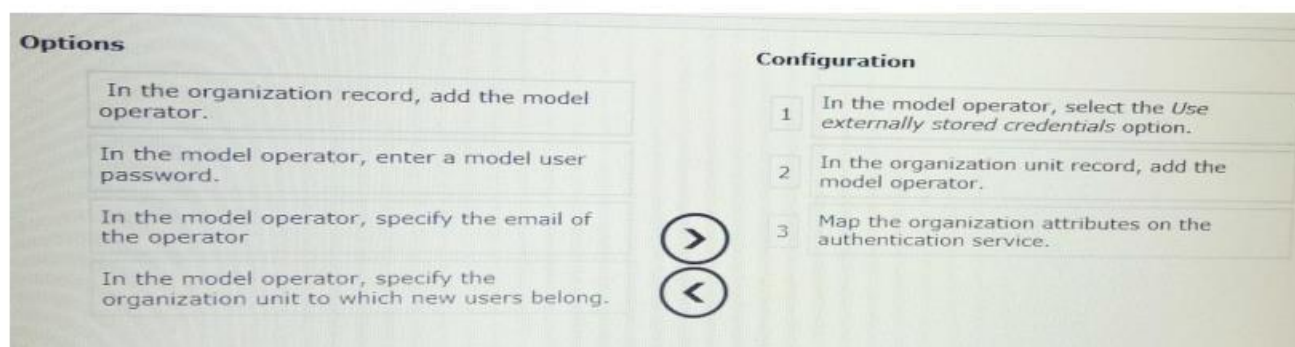 Options
In the organization record, add the model
operator.
In the model operator, enter a model user
password.
In the model operator, specify the email of
the operator
In the model operator, specify the
organization unit to which new users belong.
Configuration
1
In the model operator, select the Use
externally stored credentials option.
2
In the organization unit record, add the
model operator.
3
Map the organization attributes on the
authentication service.